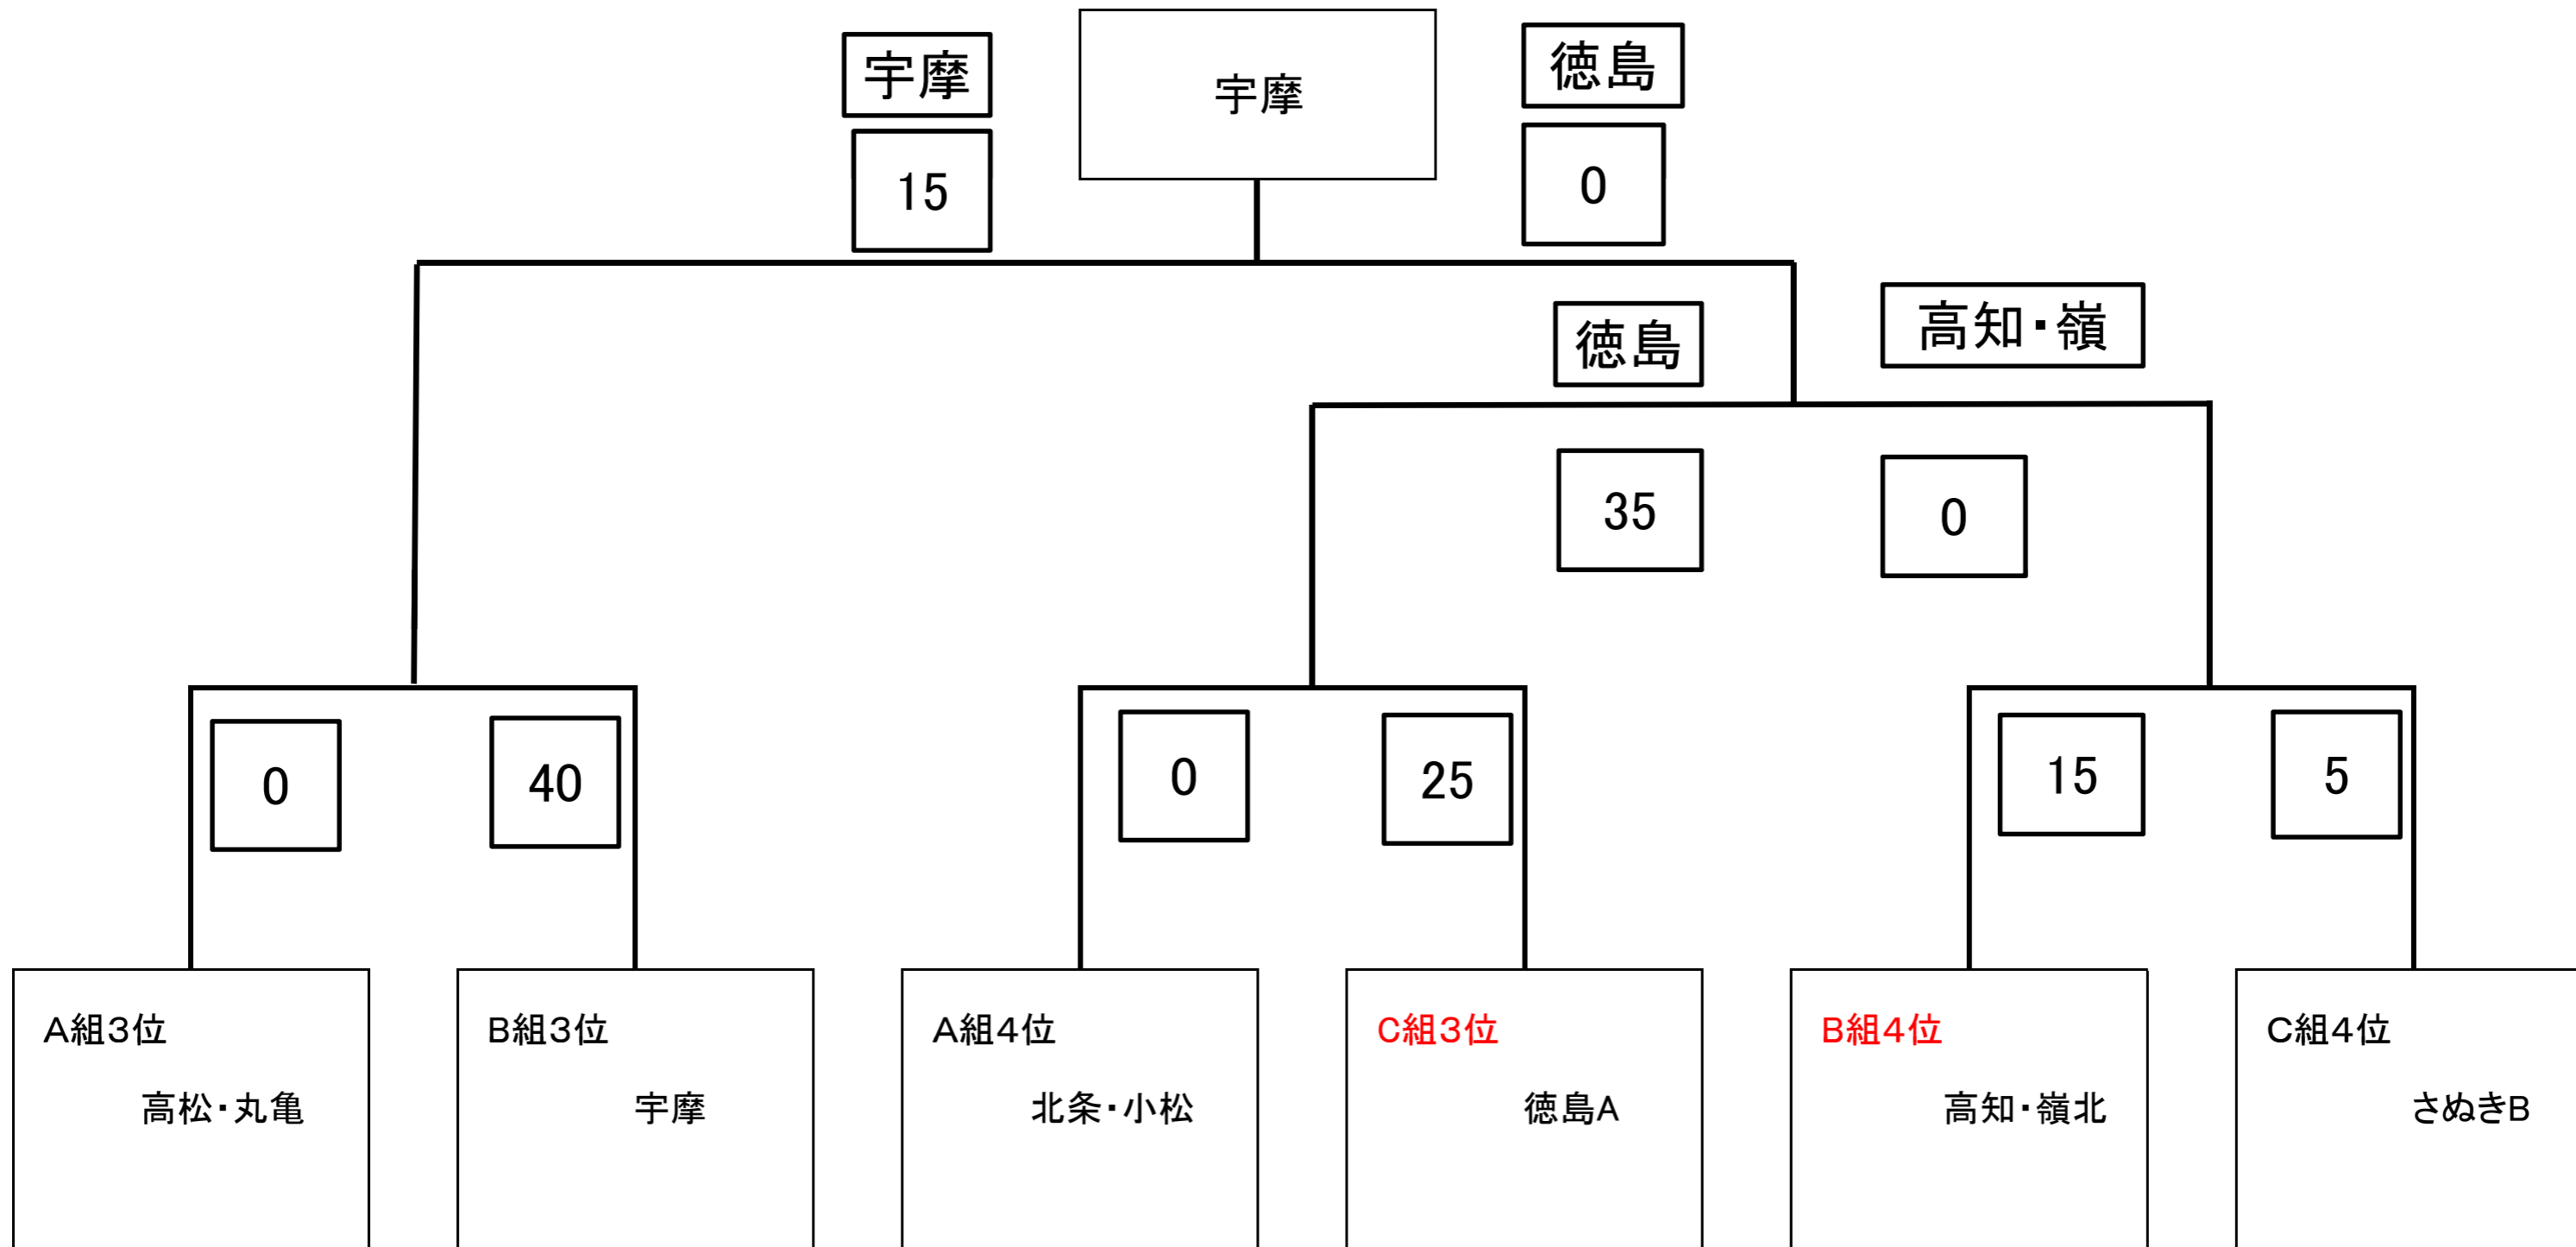 宇摩
宇摩
徳島
15
0
徳島
高知・嶺
35
0
0
40
0
25
15
5
A組3位
高松・丸亀
B組3位
宇摩
A組4位
北条・小松
C組3位
徳島A
B組4位
高知・嶺北
C組4位
さぬきB